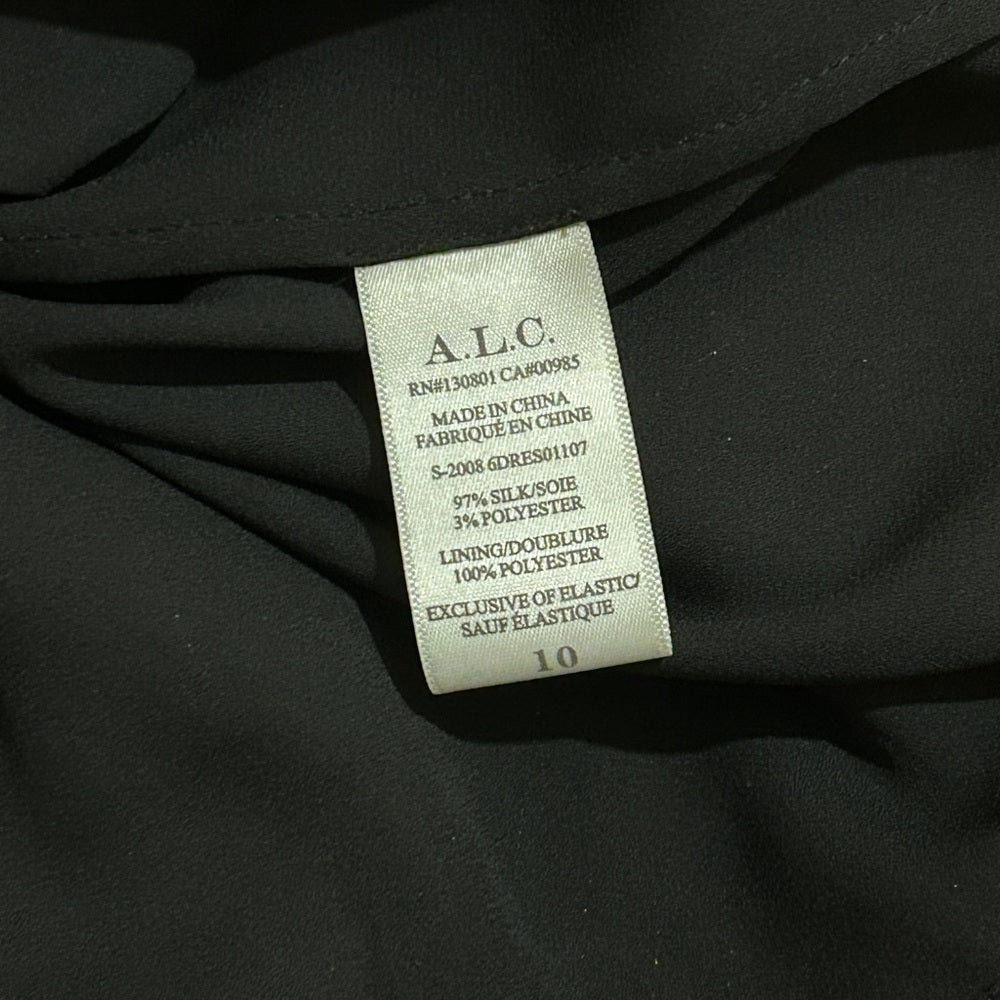 A.L.C.
RN#130801 CA#00985
MADE IN CHINA
FABRIQUÉ EN CHINE
S-2008 6DRES01107
97% SILK/SOIE
3% POLYESTER
LINING/DOUBLURE
100% POLYESTER
EXCLUSIVE OF ELASTIC/
SAUF ÉLASTIQUE
10